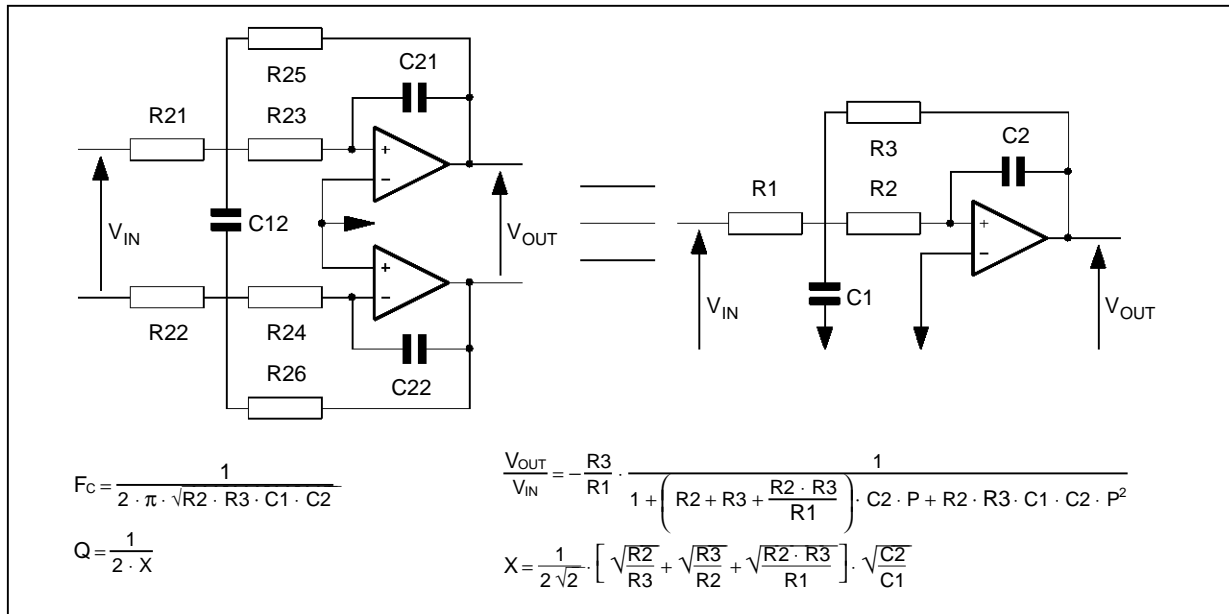 R25
C21
R21
R23
+
−
C12
V_IN
V_OUT
+
−
R22
R24
C22
R26
R3
C2
R1
R2
+
−
C1
V_IN
V_OUT
F_C = 1 / (2 · π · √(R2 · R3 · C1 · C2))
V_OUT / V_IN = − R3 / R1 · 1 / (1 + (R2 + R3 + (R2 · R3) / R1) · C2 · P + R2 · R3 · C1 · C2 · P²)
Q = 1 / (2 · X)
X = 1 / (2 √2) · [ √(R2 / R3) + √(R3 / R2) + √(R2 · R3) / R1 ] · √(C2 / C1)